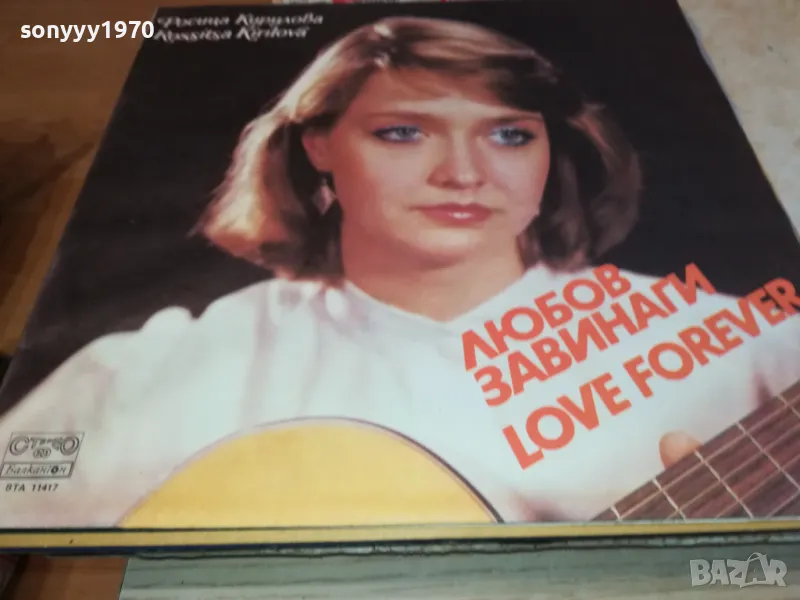 sonyyy1970
Росица Кирилова
Rossitsa Kirilova
ЛЮБОВ
ЗАВИНАГИ
LOVE FOREVER
СТЕРЕО
Балкантон
ВТА 11417
BAZAR